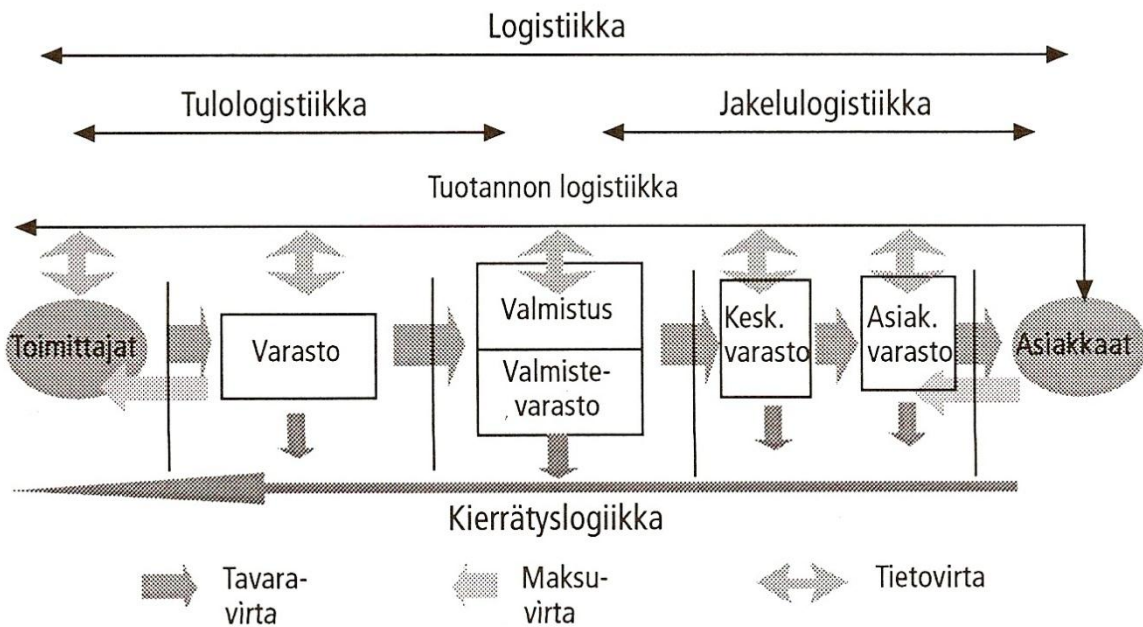 Logistiikka
Tulologistiikka
Jakelulogistiikka
Tuotannon logistiikka
Toimittajat
Varasto
Valmistus
Valmiste-
varasto
Kesk.
varasto
Asiak.
varasto
Asiakkaat
Kierrätyslogiikka
Tavara-
virta
Maksu-
virta
Tietovirta